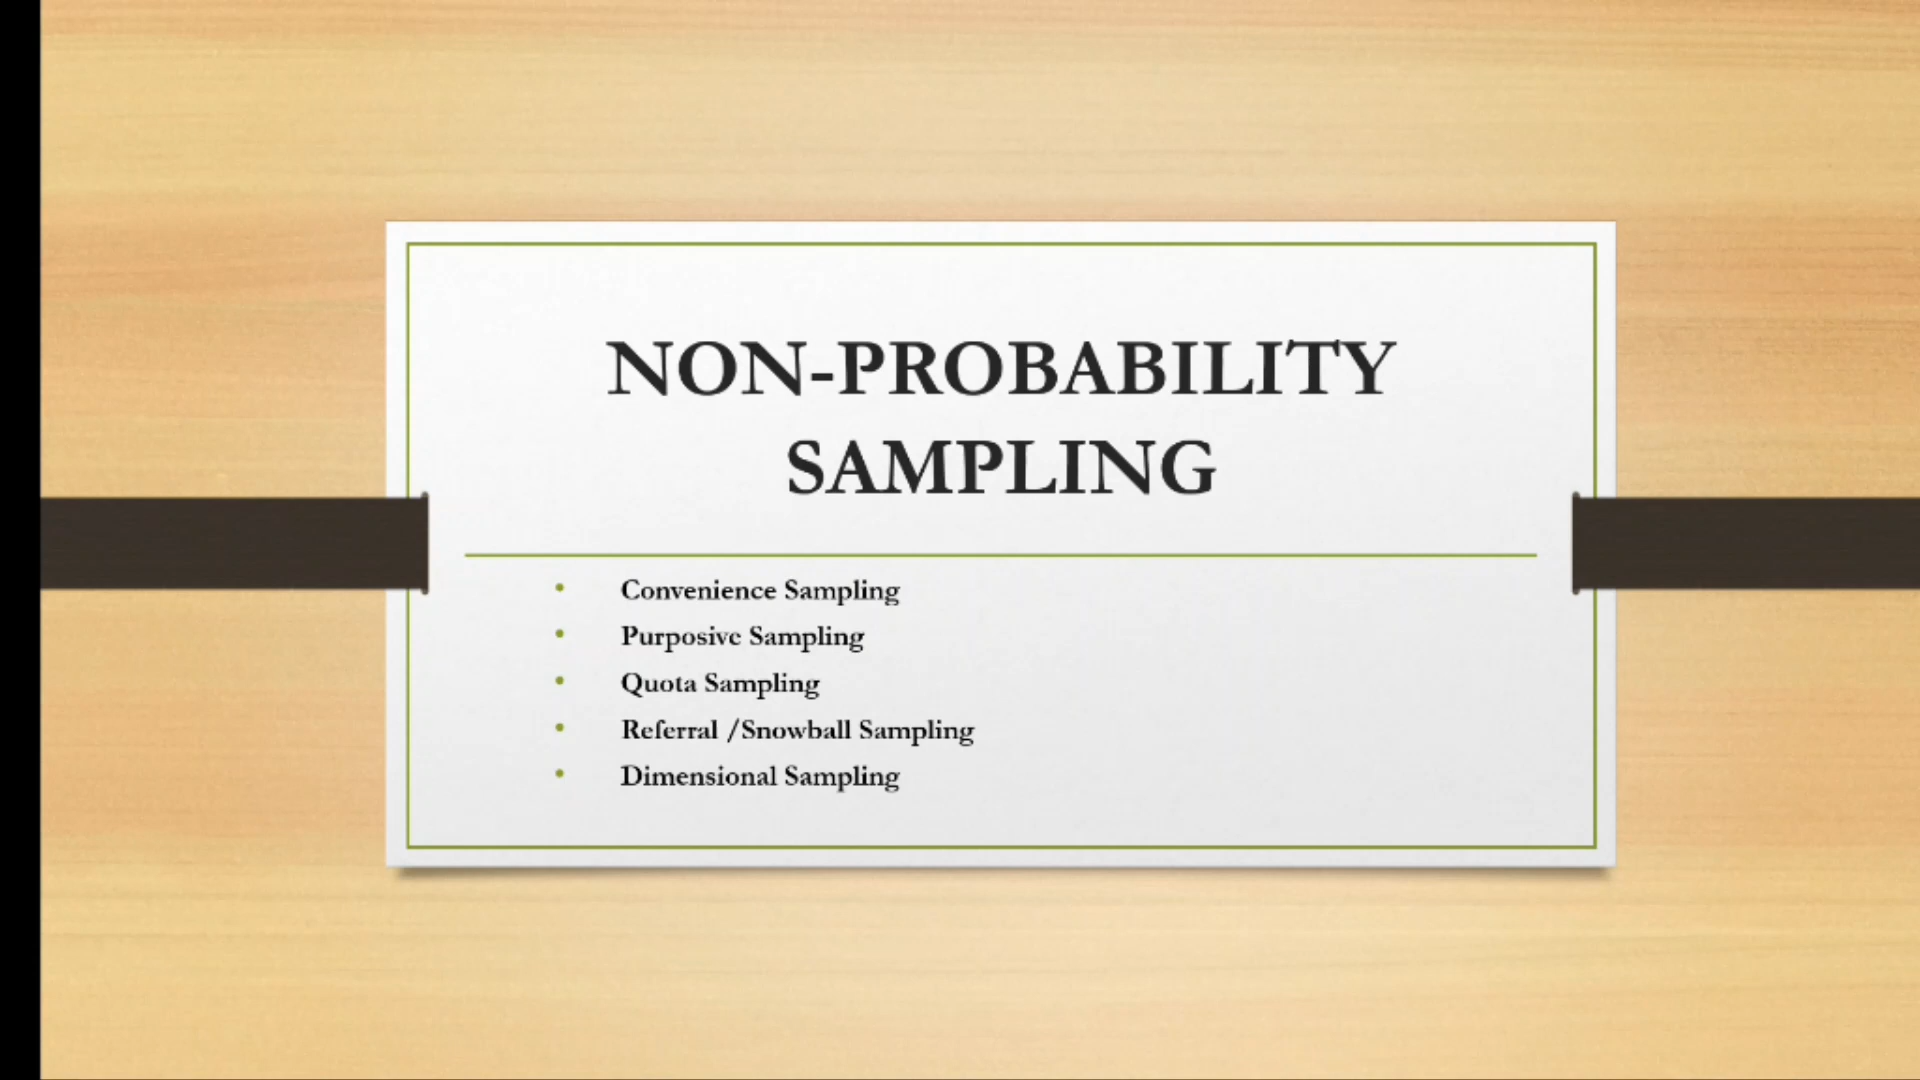 NON-PROBABILITY
SAMPLING
• Convenience Sampling
• Purposive Sampling
• Quota Sampling
• Referral /Snowball Sampling
• Dimensional Sampling